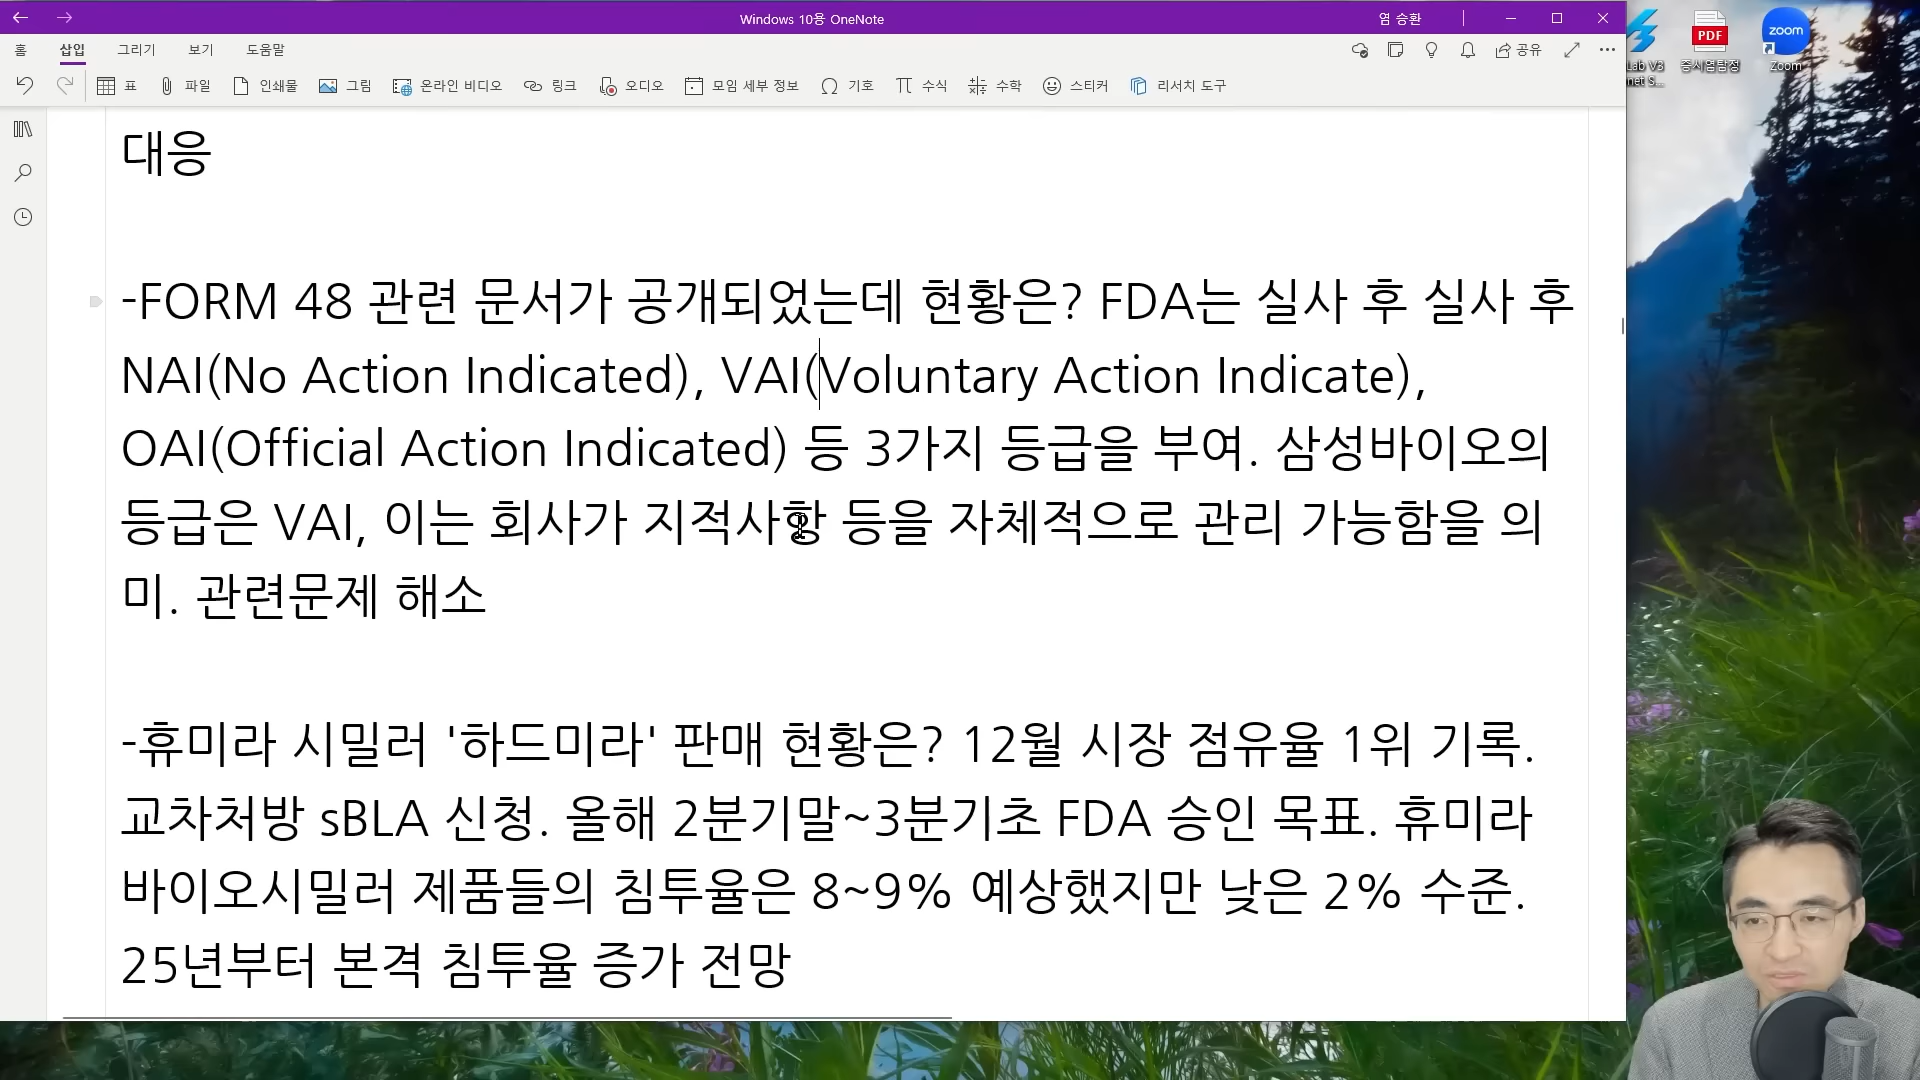 Windows 10용 OneNote
염 승환
홈 삽입 그리기 보기 도움말
공유
표 파일 인쇄물 그림 온라인 비디오 링크 오디오 모임 세부 정보 기호 수식 수학 스티커 리서치 도구
Lab V3
net S...
PDF
증시염탐정
zoom
Zoom
대응
-FORM 48 관련 문서가 공개되었는데 현황은? FDA는 실사 후 실사 후
NAI(No Action Indicated), VAI(Voluntary Action Indicate),
OAI(Official Action Indicated) 등 3가지 등급을 부여. 삼성바이오의
등급은 VAI, 이는 회사가 지적사항 등을 자체적으로 관리 가능함을 의
미. 관련문제 해소
-휴미라 시밀러 '하드미라' 판매 현황은? 12월 시장 점유율 1위 기록.
교차처방 sBLA 신청. 올해 2분기말~3분기초 FDA 승인 목표. 휴미라
바이오시밀러 제품들의 침투율은 8~9% 예상했지만 낮은 2% 수준.
25년부터 본격 침투율 증가 전망